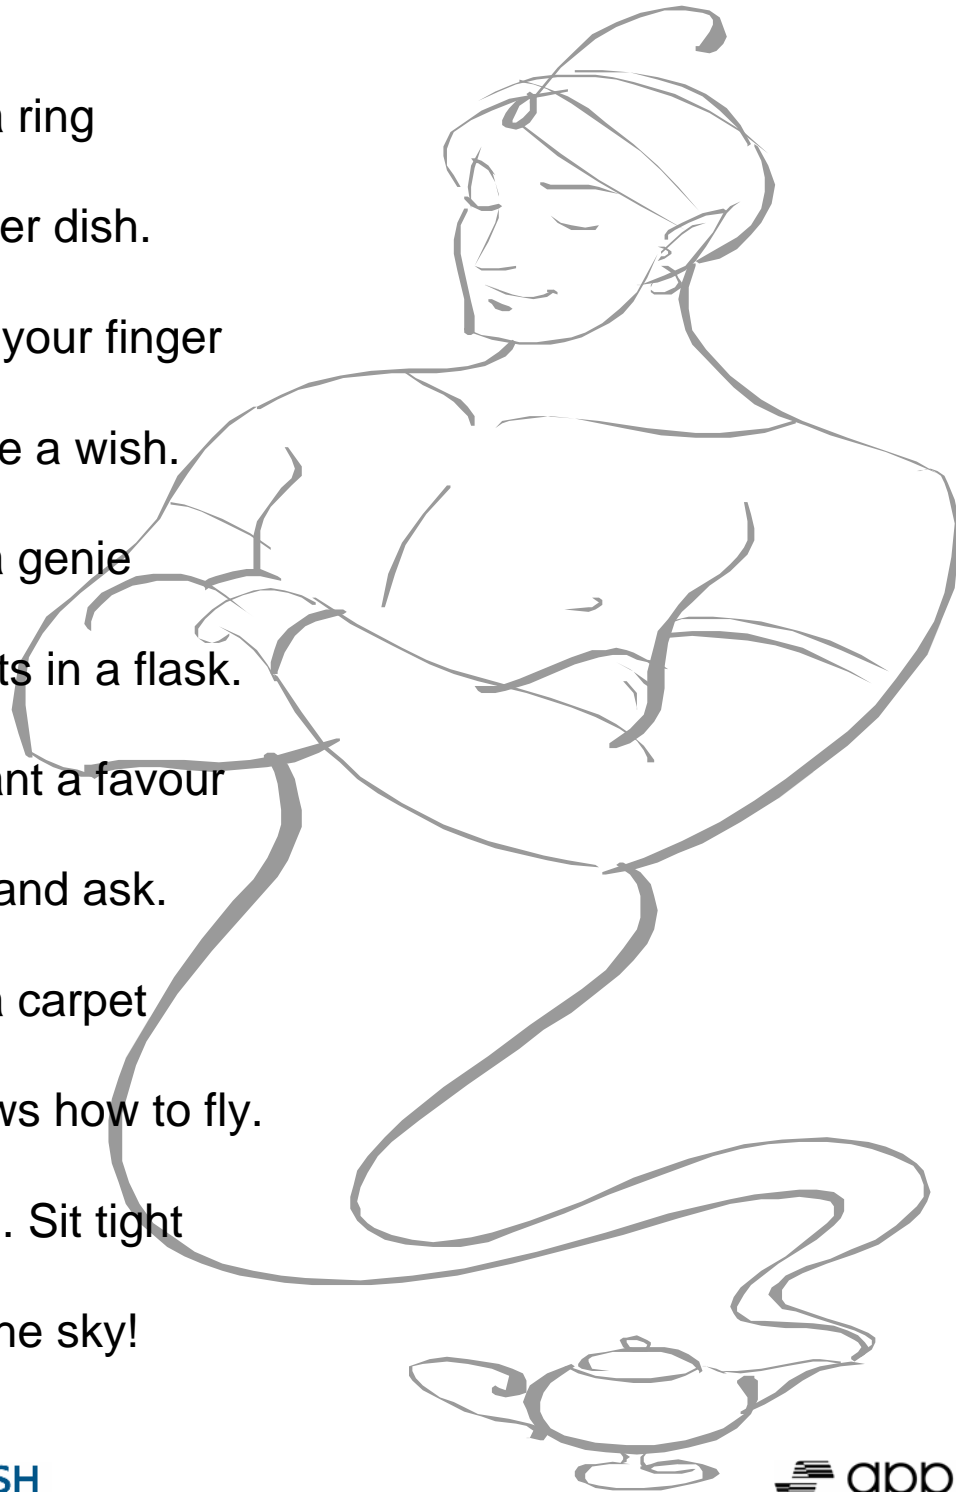 a ring
er dish.
your finger
e a wish.
a genie
ts in a flask.
ant a favour
and ask.
a carpet
ws how to fly.
. Sit tight
he sky!
SH
app